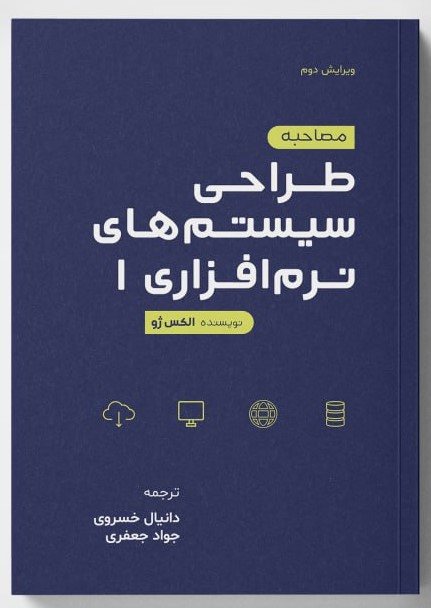 ویرایش دوم
مصاحبه
طراحی
سیستم‌های
نرم‌افزاری ۱
نویسنده الکس ژو
ترجمه
دانیال خسروی
جواد جعفری